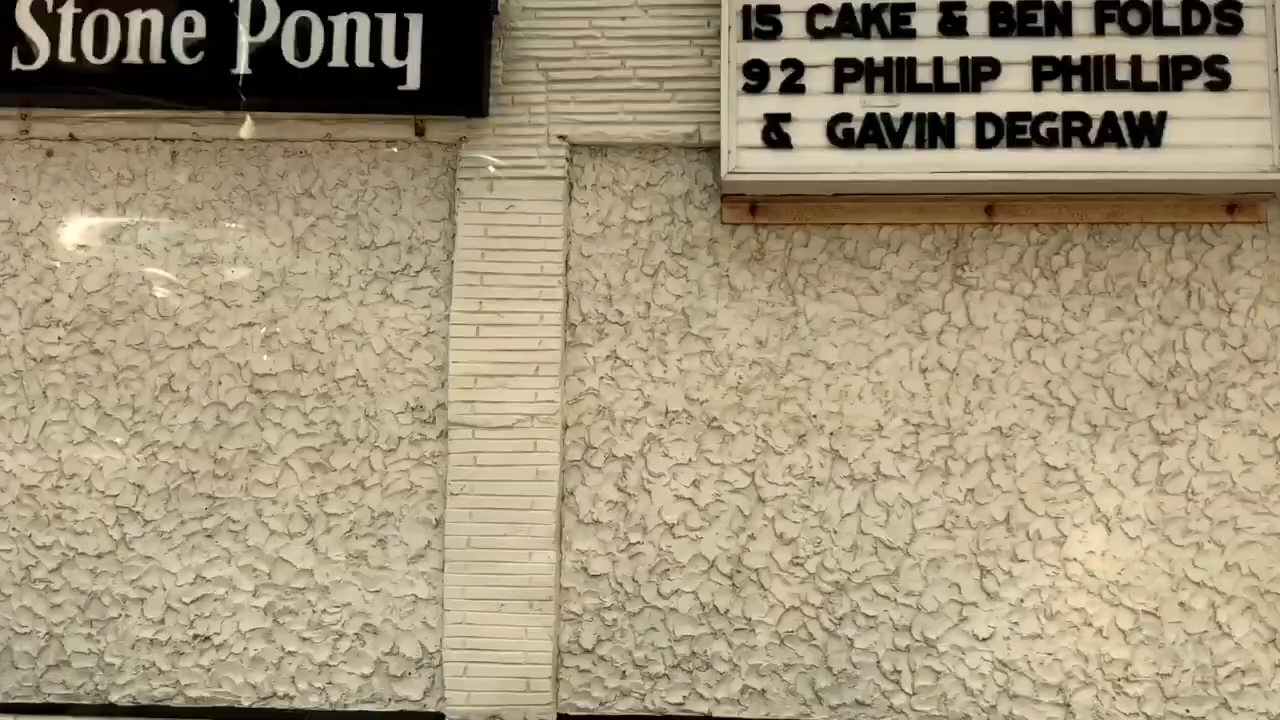 Stone Pony
15 CAKE & BEN FOLDS
92 PHILLIP PHILLIPS
& GAVIN DEGRAW